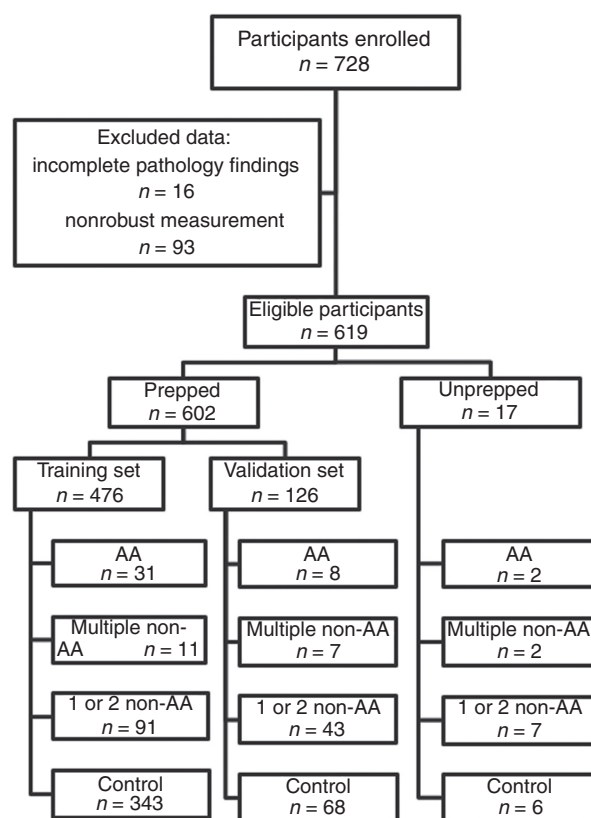 Participants enrolled
n = 728
Excluded data:
incomplete pathology findings
n = 16
nonrobust measurement
n = 93
Eligible participants
n = 619
Prepped
n = 602
Unprepped
n = 17
Training set
n = 476
Validation set
n = 126
AA
n = 31
Multiple non-
AA n = 11
1 or 2 non-AA
n = 91
Control
n = 343
AA
n = 8
Multiple non-AA
n = 7
1 or 2 non-AA
n = 43
Control
n = 68
AA
n = 2
Multiple non-AA
n = 2
1 or 2 non-AA
n = 7
Control
n = 6